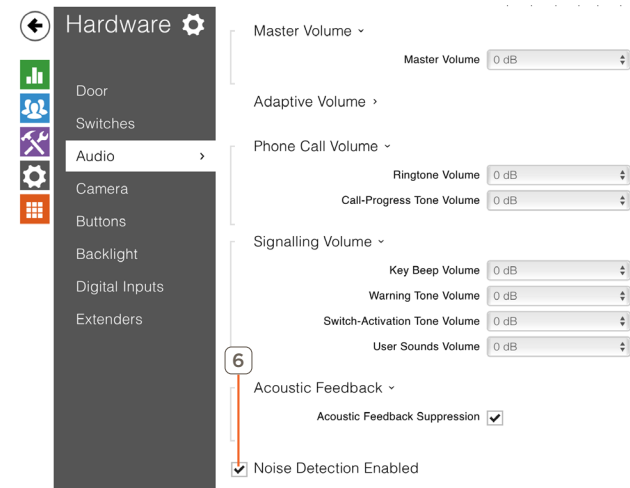 Hardware
Door
Switches
Audio
Camera
Buttons
Backlight
Digital Inputs
Extenders
Master Volume
Master Volume 0 dB
Adaptive Volume
Phone Call Volume
Ringtone Volume 0 dB
Call-Progress Tone Volume 0 dB
Signalling Volume
Key Beep Volume 0 dB
Warning Tone Volume 0 dB
Switch-Activation Tone Volume 0 dB
User Sounds Volume 0 dB
6
Acoustic Feedback
Acoustic Feedback Suppression
Noise Detection Enabled